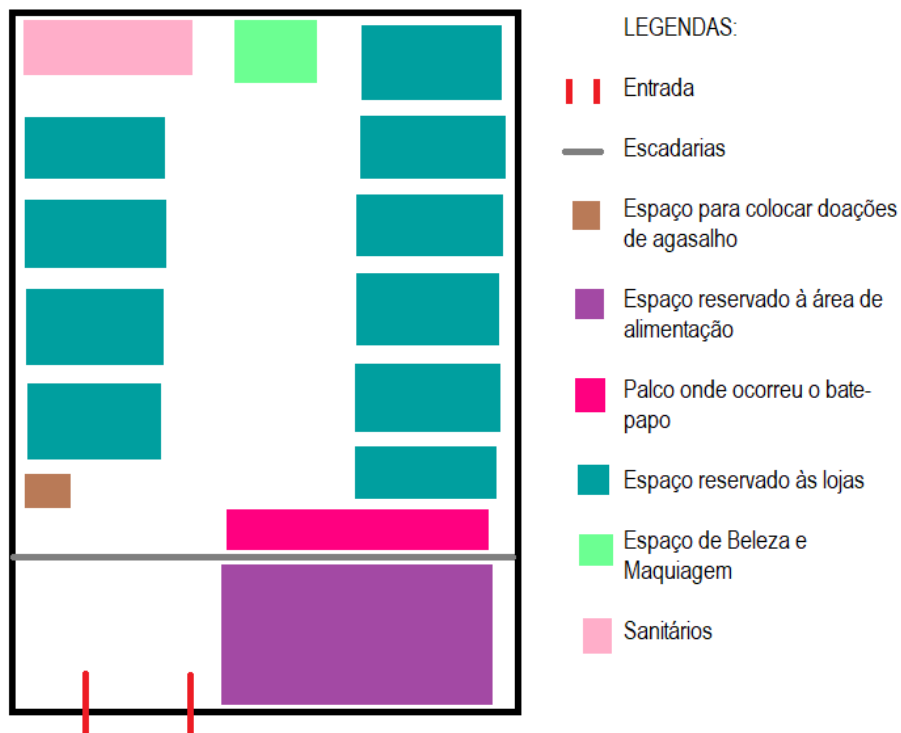 LEGENDAS:
Entrada
Escadarias
Espaço para colocar doações
de agasalho
Espaço reservado à área de
alimentação
Palco onde ocorreu o bate-
papo
Espaço reservado às lojas
Espaço de Beleza e
Maquiagem
Sanitários